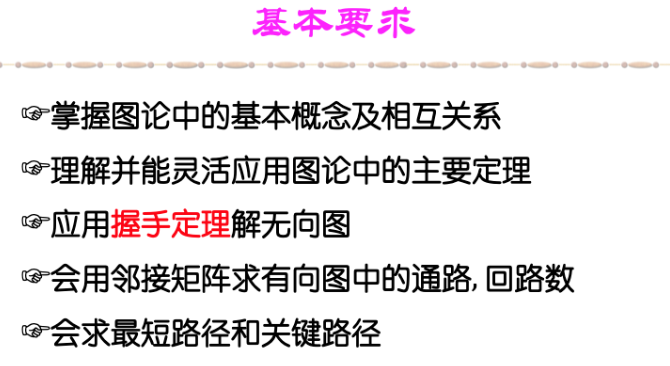 基本要求
☞掌握图论中的基本概念及相互关系
☞理解并能灵活应用图论中的主要定理
☞应用握手定理解无向图
☞会用邻接矩阵求有向图中的通路,回路数
☞会求最短路径和关键路径